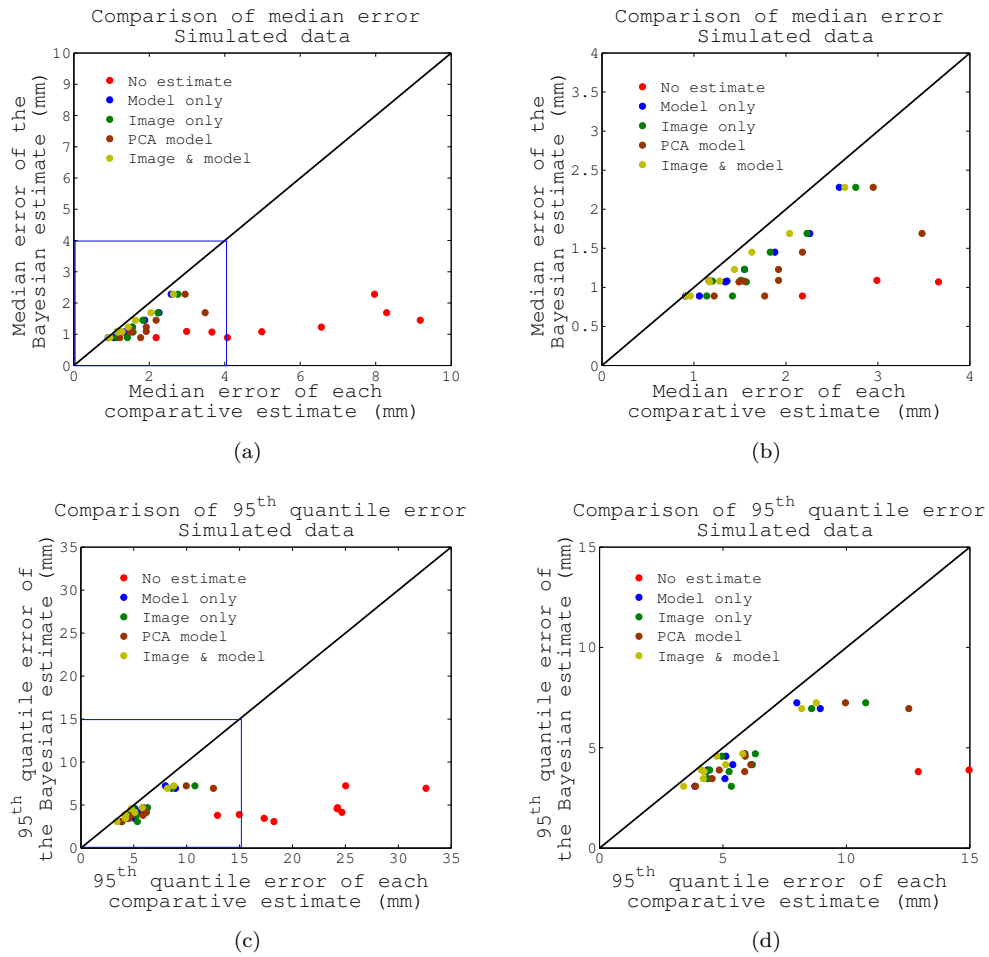 Comparison of median error
Simulated data
10
9
8
7
6
5
4
3
2
1
0
0
2
4
6
8
10
Median error of the
Bayesian estimate (mm)
No estimate
Model only
Image only
PCA model
Image & model
Median error of each
comparative estimate (mm)
(a)
Comparison of median error
Simulated data
4
3.5
3
2.5
2
1.5
1
0.5
0
0
1
2
3
4
Median error of the
Bayesian estimate (mm)
No estimate
Model only
Image only
PCA model
Image & model
Median error of each
comparative estimate (mm)
(b)
Comparison of 95th quantile error
Simulated data
35
30
25
20
15
10
5
0
0
5
10
15
20
25
30
35
95th quantile error of
the Bayesian estimate (mm)
No estimate
Model only
Image only
PCA model
Image & model
95th quantile error of each
comparative estimate (mm)
(c)
Comparison of 95th quantile error
Simulated data
15
10
5
0
0
5
10
15
95th quantile error of
the Bayesian estimate (mm)
No estimate
Model only
Image only
PCA model
Image & model
95th quantile error of each
comparative estimate (mm)
(d)